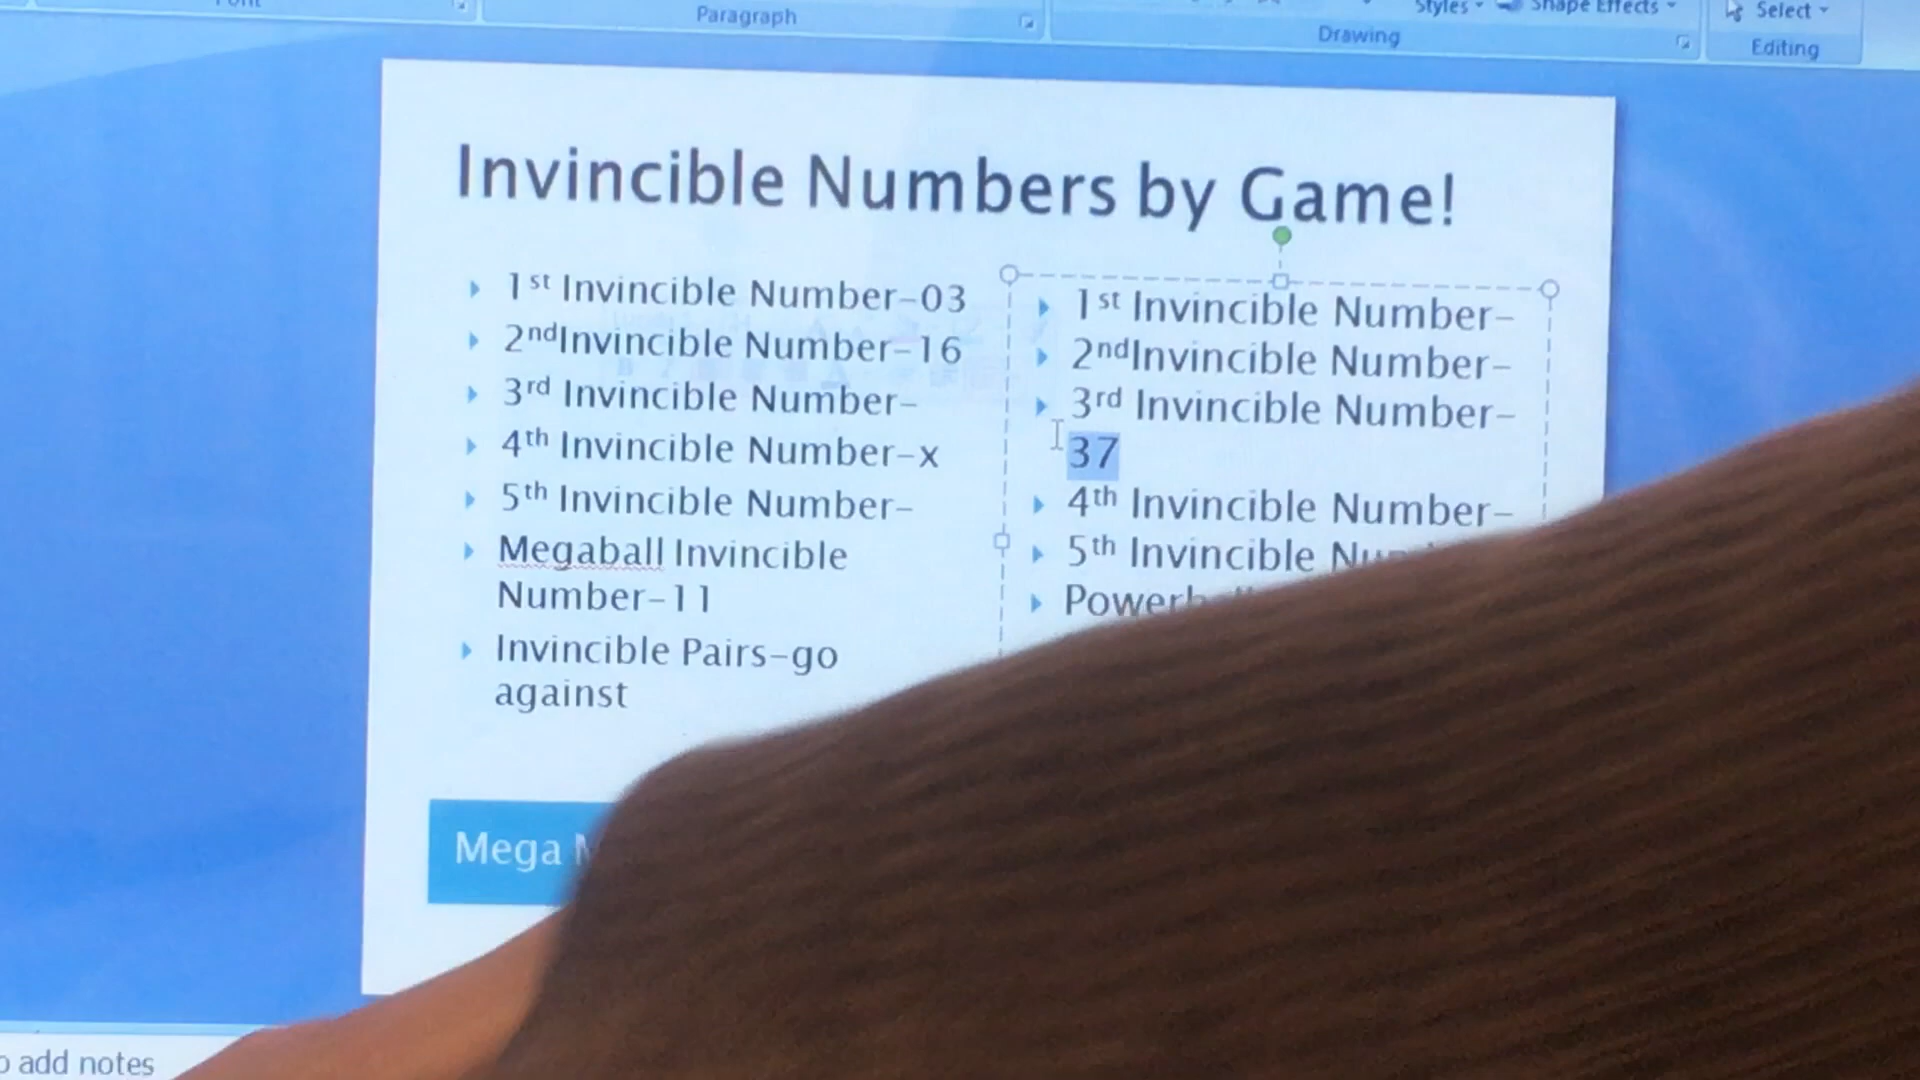 Paragraph
Styles
Shape Effects
Select
Drawing
Editing
Invincible Numbers by Game!
1st Invincible Number-03
2ndInvincible Number-16
3rd Invincible Number-
4th Invincible Number-x
5th Invincible Number-
Megaball Invincible
Number-11
Invincible Pairs-go
against
1st Invincible Number-
2ndInvincible Number-
3rd Invincible Number-
37
4th Invincible Number-
5th Invincible
Mega
add notes